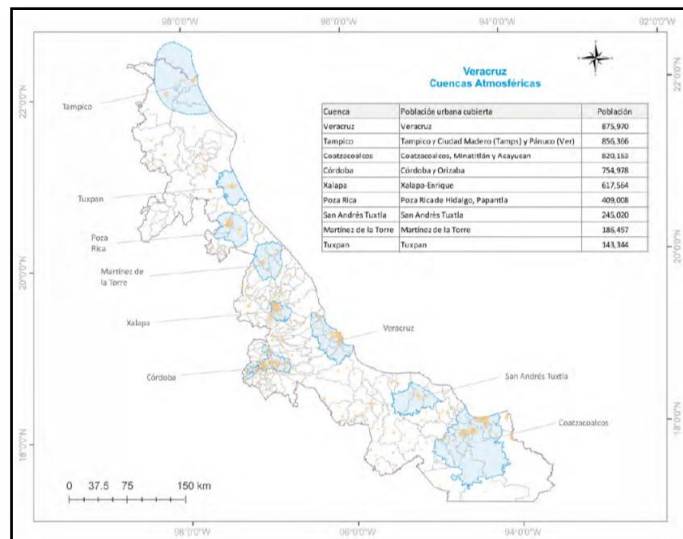 98°0'0"W 96°0'0"W 94°0'0"W 92°0'0"W
Veracruz
Cuencas Atmosféricas
Cuenca Población urbana cubierta Población
Veracruz Veracruz 875,970
Tampico Tampico y Ciudad Madero (Tamps) y Pánuco (Ver) 856,366
Coatzacoalcos Coatzacoalcos, Minatitlán y Acayucan 820,153
Córdoba Córdoba y Orizaba 754,978
Xalapa Xalapa-Enrique 617,564
Poza Rica Poza Rica de Hidalgo, Papantla 409,008
San Andrés Tuxtla San Andrés Tuxtla 245,020
Martínez de la Torre Martínez de la Torre 186,457
Tuxpan Tuxpan 143,344
22°0'0"N
22°0'0"N
Tampico
Tuxpan
Poza
Rica
20°0'0"N
20°0'0"N
Martínez de
la Torre
Xalapa
Veracruz
Córdoba
San Andrés Tuxtla
Coatzacoalcos
18°0'0"N
18°0'0"N
0 37.5 75 150 km
98°0'0"W 96°0'0"W 94°0'0"W